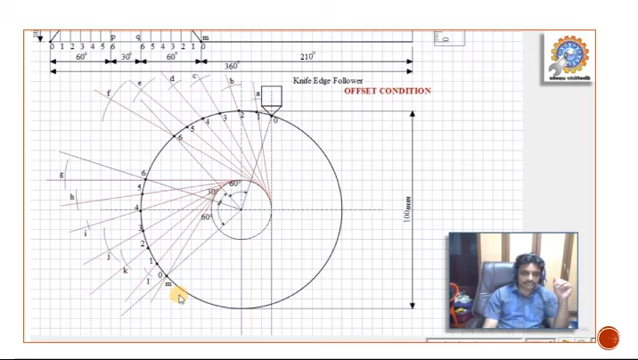 H
p q m
0 1 2 3 4 5 6 6 5 4 3 2 1 0
60° 30° 60° 210°
360°
Knife Edge Follower
OFFSET CONDITION
f e d c b a
6 5 4 3 2 1 0
g 6
h 5
i 4
j 3
k 2
l 1
m 0
60°
30°
60°
100mm